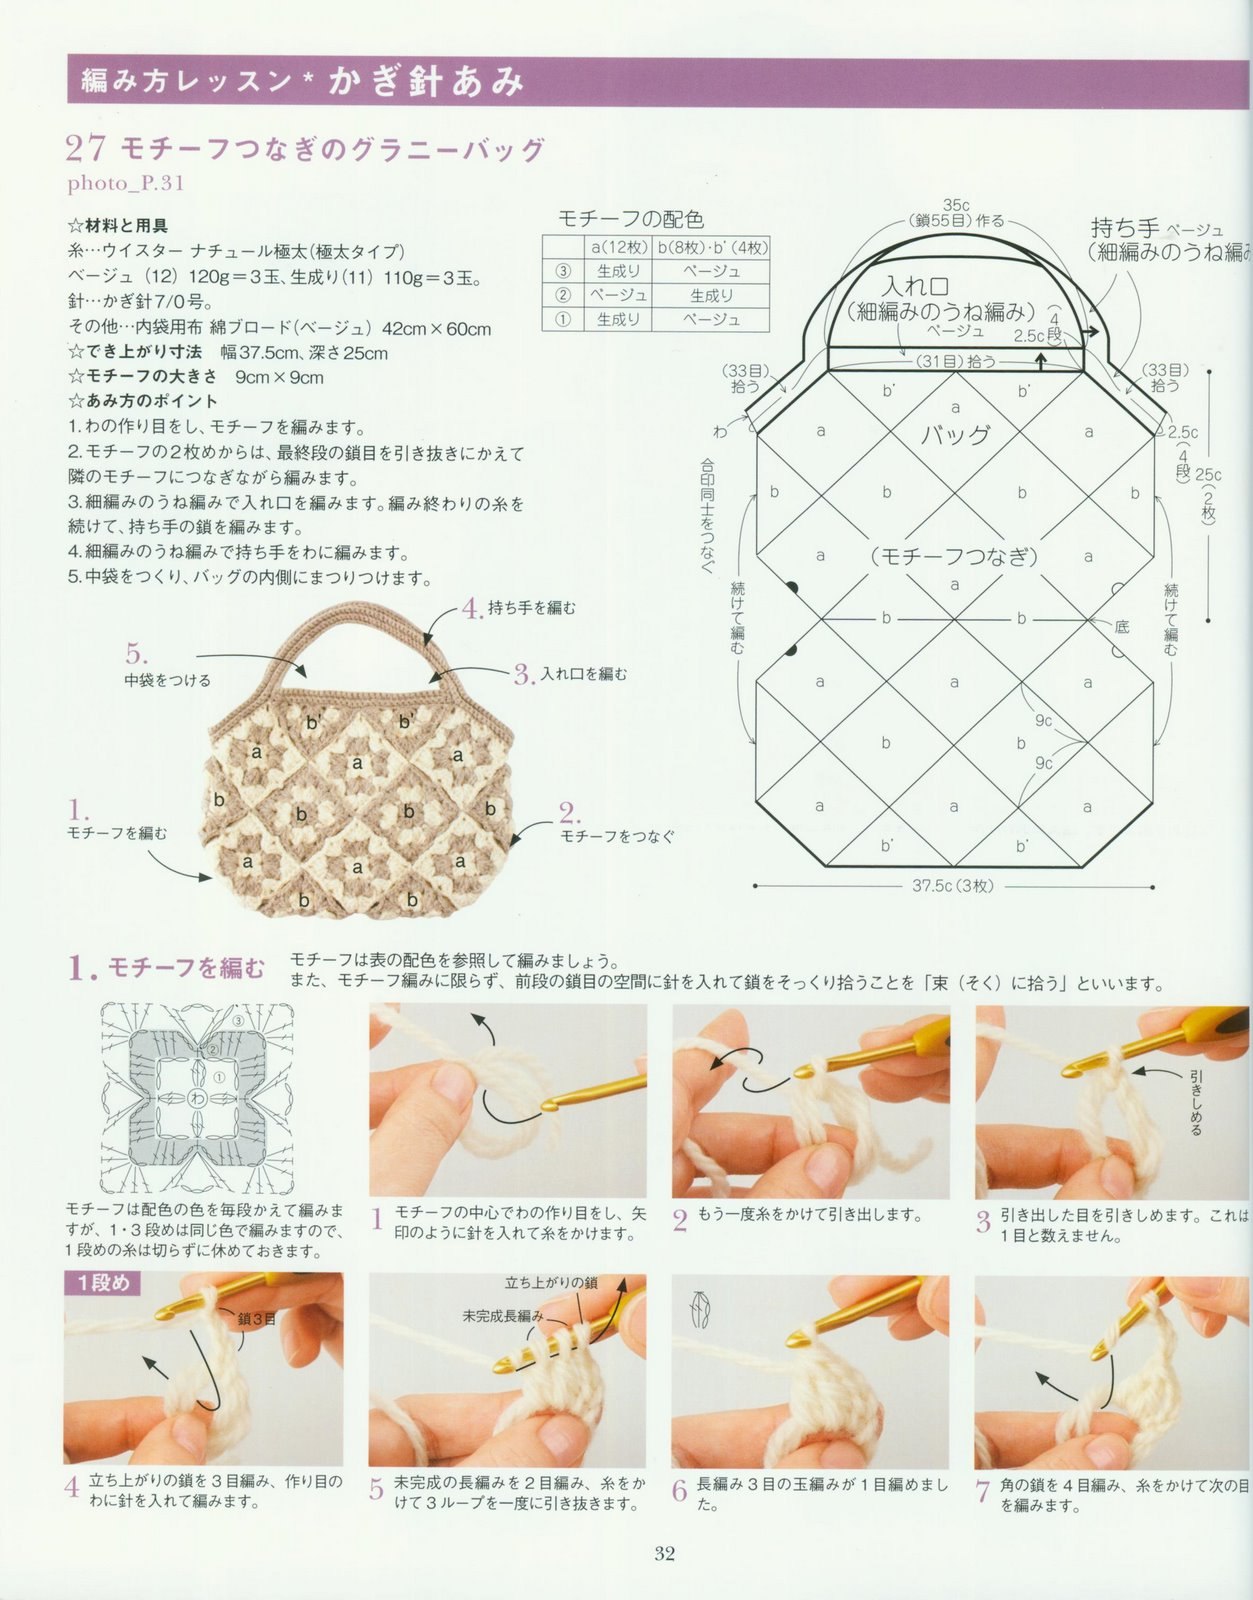 編み方レッスン*かぎ針あみ
27 モチーフつなぎのグラニーバッグ
photo_P.31
☆材料と用具
糸…ウイスター ナチュール極太(極太タイプ)
ベージュ(12) 120g=3玉、生成り(11) 110g=3玉。
針…かぎ針7/0号。
その他…内袋用布 綿ブロード(ベージュ) 42cm×60cm
☆でき上がり寸法 幅37.5cm、深さ25cm
☆モチーフの大きさ 9cm×9cm
☆あみ方のポイント
1.わの作り目をし、モチーフを編みます。
2.モチーフの2枚めからは、最終段の鎖目を引き抜きにかえて
隣のモチーフにつなぎながら編みます。
3.細編みのうね編みで入れ口を編みます。編み終わりの糸を
続けて、持ち手の鎖を編みます。
4.細編みのうね編みで持ち手をわに編みます。
5.中袋をつくり、バッグの内側にまつりつけます。
モチーフの配色
a(12枚) b(8枚)・b'(4枚)
③ 生成り ベージュ
② ベージュ 生成り
① 生成り ベージュ
35c
(鎖55目)作る
持ち手 ベージュ
(細編みのうね編み
入れ口
(細編みのうね編み)
ベージュ
2.5c(4段)
(31目)拾う
(33目)
拾う
(33目)
拾う
わ
2.5c
(4段)
25c
(2枚)
合印同士をつなぐ
b' b'
a
a バッグ a
b b b b
a (モチーフつなぎ) a
a
続けて編む
続けて編む
b b
底
a a a
9c
b b
9c
a a a
b' b'
37.5c(3枚)
4. 持ち手を編む
5.
中袋をつける
3. 入れ口を編む
b' b'
a a a
b b b b
a a a
b b
1.
モチーフを編む
2.
モチーフをつなぐ
1. モチーフを編む
モチーフは表の配色を参照して編みましょう。
また、モチーフ編みに限らず、前段の鎖目の空間に針を入れて鎖をそっくり拾うことを「束(そく)に拾う」といいます。
③
②
①
わ
モチーフは配色の色を毎段かえて編みま
すが、1・3段めは同じ色で編みますので、
1段めの糸は切らずに休めておきます。
1 モチーフの中心でわの作り目をし、矢
印のように針を入れて糸をかけます。
2 もう一度糸をかけて引き出します。
引きしめる
3 引き出した目を引きしめます。これは
1目と数えません。
1段め
鎖3目
4 立ち上がりの鎖を3目編み、作り目の
わに針を入れて編みます。
立ち上がりの鎖
未完成長編み
5 未完成の長編みを2目編み、糸をか
けて3ループを一度に引き抜きます。
6 長編み3目の玉編みが1目編めまし
た。
7 角の鎖を4目編み、糸をかけて次の目
を編みます。
32